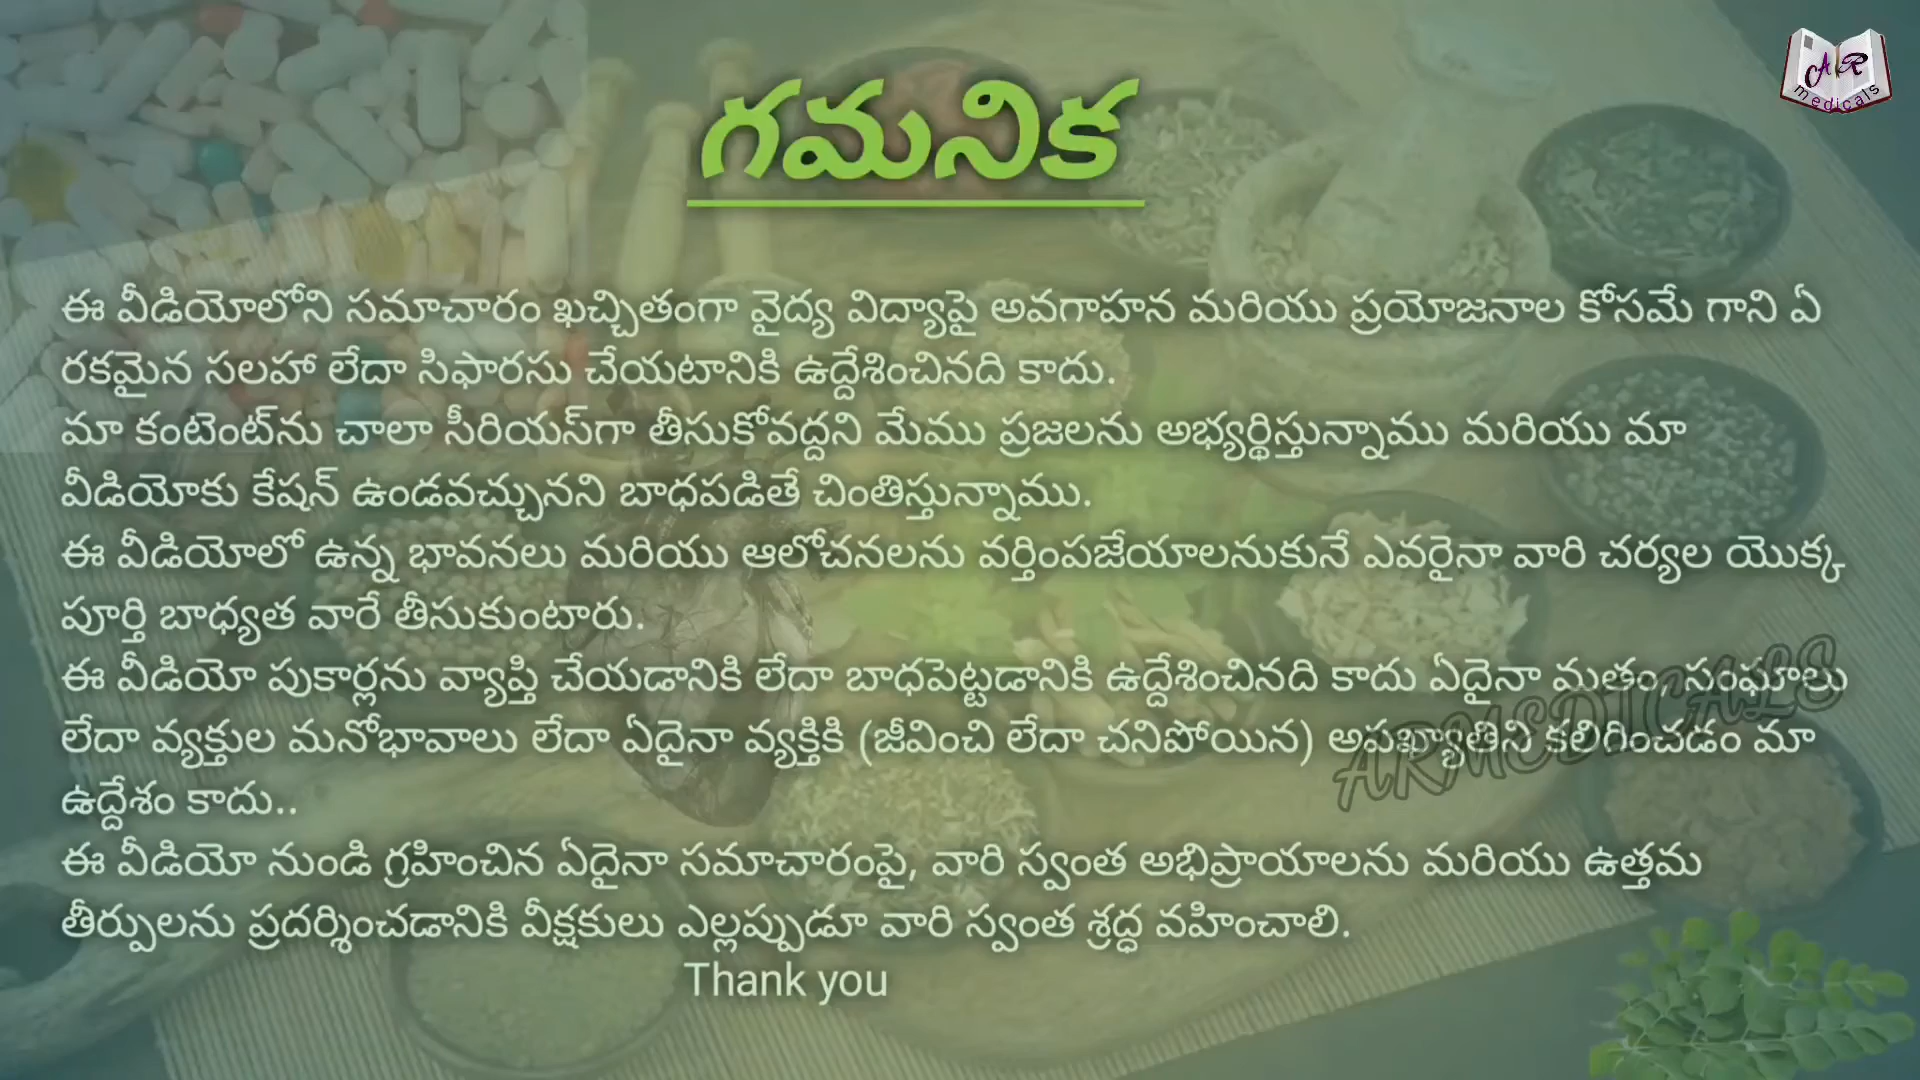 AR
medicals
గమనిక
ఈ వీడియోలోని సమాచారం ఖచ్చితంగా వైద్య విద్యాపై అవగాహన మరియు ప్రయోజనాల కోసమే గాని ఏ
రకమైన సలహా లేదా సిఫారసు చేయటానికి ఉద్దేశించినది కాదు.
మా కంటెంట్‌ను చాలా సీరియస్‌గా తీసుకోవద్దని మేము ప్రజలను అభ్యర్థిస్తున్నాము మరియు మా
వీడియోకు కేషన్ ఉండవచ్చునని బాధపడితే చింతిస్తున్నాము.
ఈ వీడియోలో ఉన్న భావనలు మరియు ఆలోచనలను వర్తింపజేయాలనుకునే ఎవరైనా వారి చర్యల యొక్క
పూర్తి బాధ్యత వారే తీసుకుంటారు.
ఈ వీడియో పుకార్లను వ్యాప్తి చేయడానికి లేదా బాధపెట్టడానికి ఉద్దేశించినది కాదు ఏదైనా మతం, సంఘాలు
లేదా వ్యక్తుల మనోభావాలు లేదా ఏదైనా వ్యక్తికి (జీవించి లేదా చనిపోయిన) అపఖ్యాతిని కలిగించడం మా
ARMEDICALS
ఉద్దేశం కాదు..
ఈ వీడియో నుండి గ్రహించిన ఏదైనా సమాచారంపై, వారి స్వంత అభిప్రాయాలను మరియు ఉత్తమ
తీర్పులను ప్రదర్శించడానికి వీక్షకులు ఎల్లప్పుడూ వారి స్వంత శ్రద్ధ వహించాలి.
Thank you